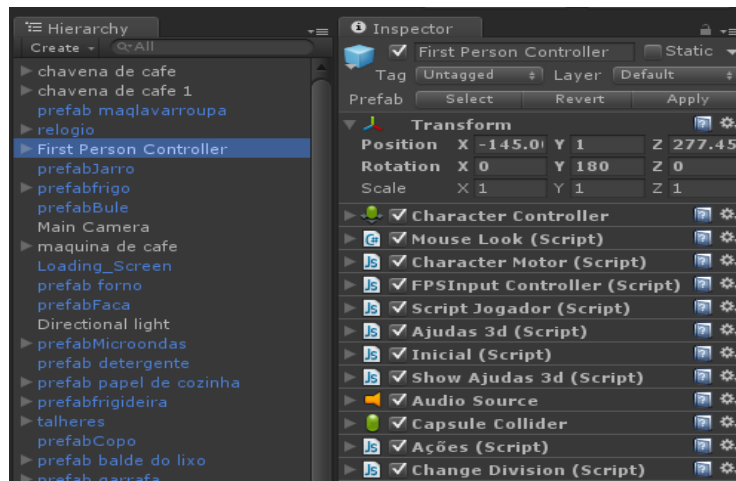 Hierarchy
Create
All
chavena de cafe
chavena de cafe 1
prefab maqlavarroupa
relogio
First Person Controller
prefabJarro
prefabfrigo
prefabBule
Main Camera
maquina de cafe
Loading_Screen
prefab forno
prefabFaca
Directional light
prefabMicroondas
prefab detergente
prefab papel de cozinha
prefabfrigideira
talheres
prefabCopo
prefab balde do lixo
prefab garrafa
Inspector
First Person Controller Static
Tag Untagged Layer Default
Prefab Select Revert Apply
Transform
Position X -145.0 Y 1 Z 277.45
Rotation X 0 Y 180 Z 0
Scale X 1 Y 1 Z 1
Character Controller
Mouse Look (Script)
Character Motor (Script)
FPSInput Controller (Script)
Script Jogador (Script)
Ajudas 3d (Script)
Inicial (Script)
Show Ajudas 3d (Script)
Audio Source
Capsule Collider
Ações (Script)
Change Division (Script)